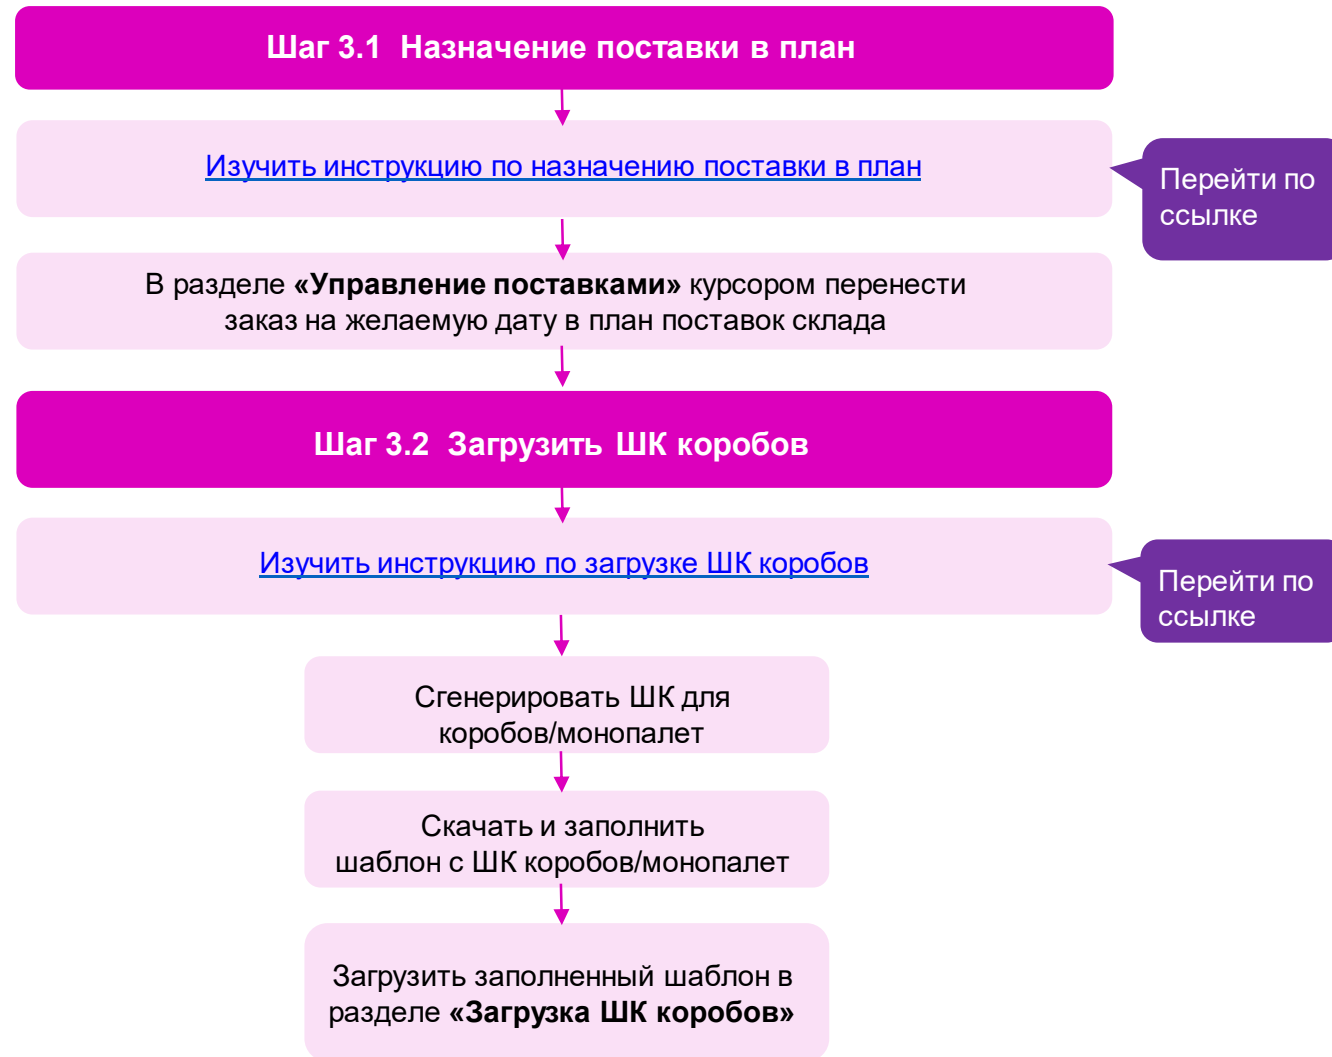 Шаг 3.1 Назначение поставки в план
Изучить инструкцию по назначению поставки в план
Перейти по
ссылке
В разделе «Управление поставками» курсором перенести
заказ на желаемую дату в план поставок склада
Шаг 3.2 Загрузить ШК коробов
Изучить инструкцию по загрузке ШК коробов
Перейти по
ссылке
Сгенерировать ШК для
коробов/монопалет
Скачать и заполнить
шаблон с ШК коробов/монопалет
Загрузить заполненный шаблон в
разделе «Загрузка ШК коробов»